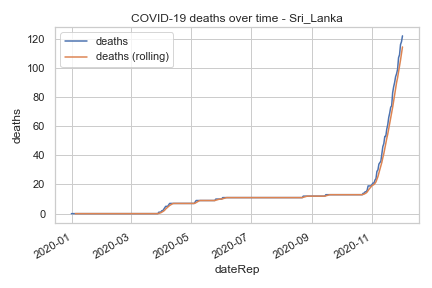 COVID-19 deaths over time - Sri_Lanka
deaths
deaths (rolling)
deaths
120
100
80
60
40
20
0
2020-01
2020-03
2020-05
2020-07
2020-09
2020-11
dateRep